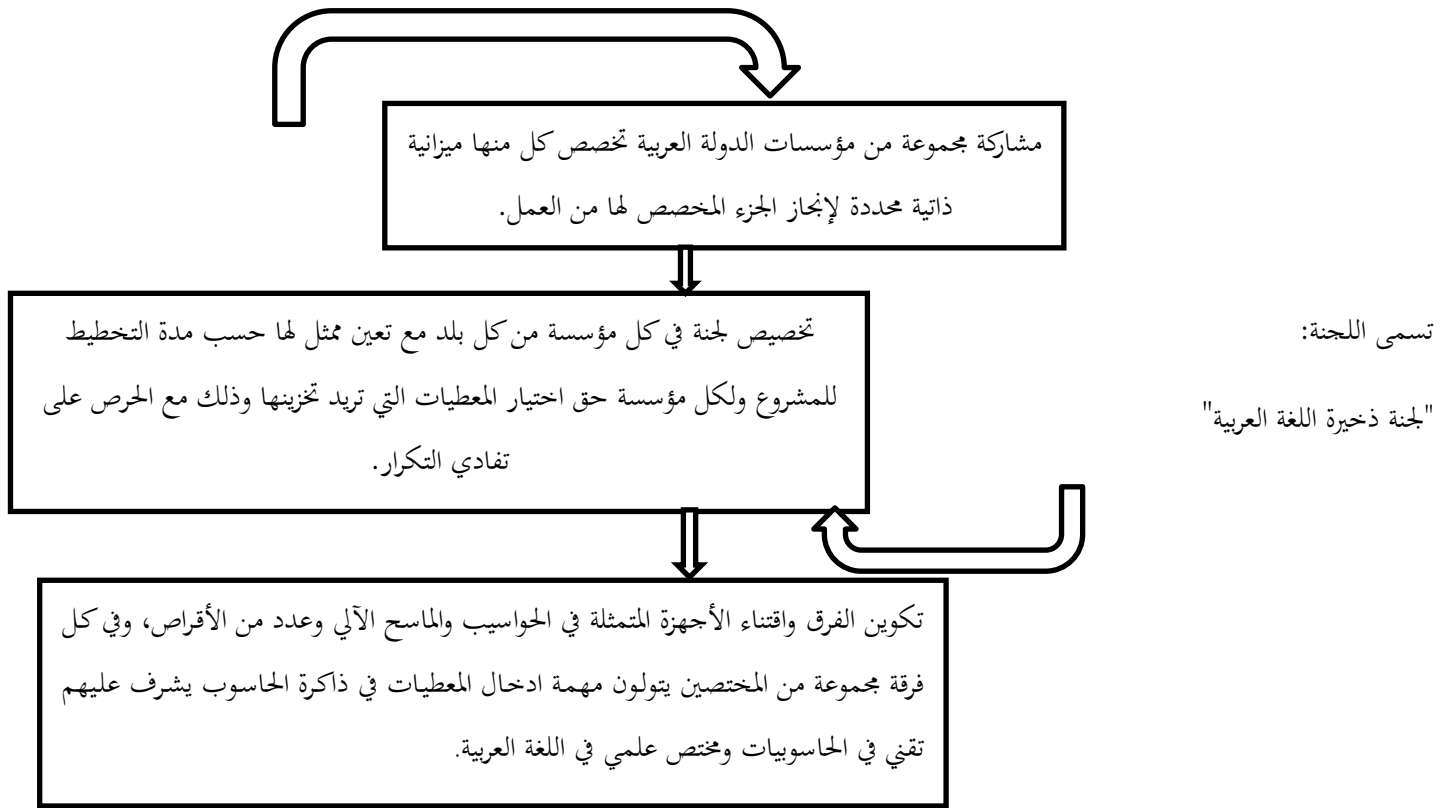 مشاركة مجموعة من مؤسسات الدولة العربية تخصص كل منها ميزانية
ذاتية محددة لإنجاز الجزء المخصص لها من العمل.
تسمى اللجنة:
"لجنة ذخيرة اللغة العربية"
تخصيص لجنة في كل مؤسسة من كل بلد مع تعين ممثل لها حسب مدة التخطيط
للمشروع ولكل مؤسسة حق اختيار المعطيات التي تريد تخزينها وذلك مع الحرص على
تفادي التكرار.
تكوين الفرق واقتناء الأجهزة المتمثلة في الحواسيب والماسح الآلي وعدد من الأقراص، وفي كل
فرقة مجموعة من المختصين يتولون مهمة ادخال المعطيات في ذاكرة الحاسوب يشرف عليهم
تقني في الحاسوبيات ومختص علمي في اللغة العربية.